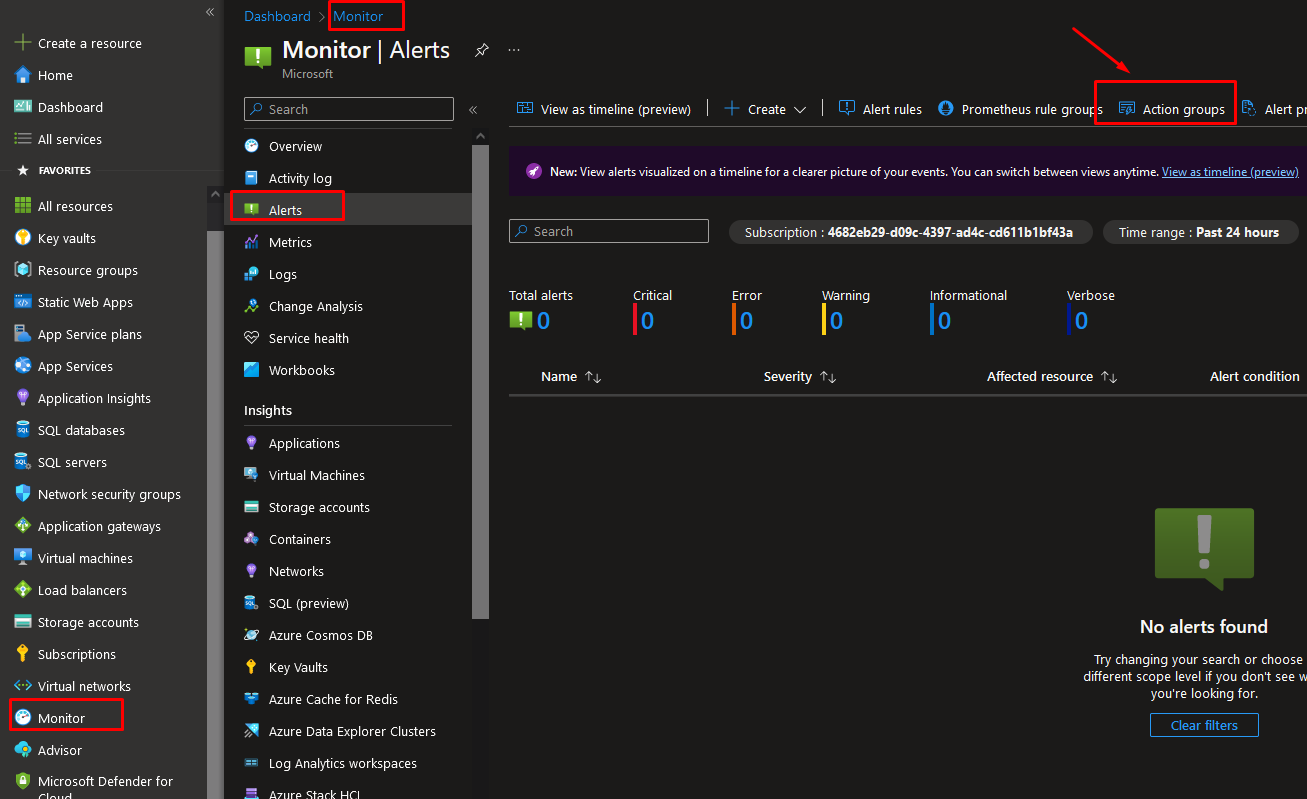 Create a resource
Home
Dashboard
All services
FAVORITES
All resources
Key vaults
Resource groups
Static Web Apps
App Service plans
App Services
Application Insights
SQL databases
SQL servers
Network security groups
Application gateways
Virtual machines
Load balancers
Storage accounts
Subscriptions
Virtual networks
Monitor
Advisor
Microsoft Defender for
Cloud
Dashboard > Monitor
Monitor | Alerts
Microsoft
Search
Overview
Activity log
Alerts
Metrics
Logs
Change Analysis
Service health
Workbooks
Insights
Applications
Virtual Machines
Storage accounts
Containers
Networks
SQL (preview)
Azure Cosmos DB
Key Vaults
Azure Cache for Redis
Azure Data Explorer Clusters
Log Analytics workspaces
Azure Stack HCI
View as timeline (preview) Create Alert rules Prometheus rule groups Action groups Alert pr
New: View alerts visualized on a timeline for a clearer picture of your events. You can switch between views anytime. View as timeline (preview)
Search Subscription : 4682eb29-d09c-4397-ad4c-cd611b1bf43a Time range : Past 24 hours
Total alerts Critical Error Warning Informational Verbose
0 0 0 0 0 0
Name Severity Affected resource Alert condition
No alerts found
Try changing your search or choose
different scope level if you don't see w
you're looking for.
Clear filters